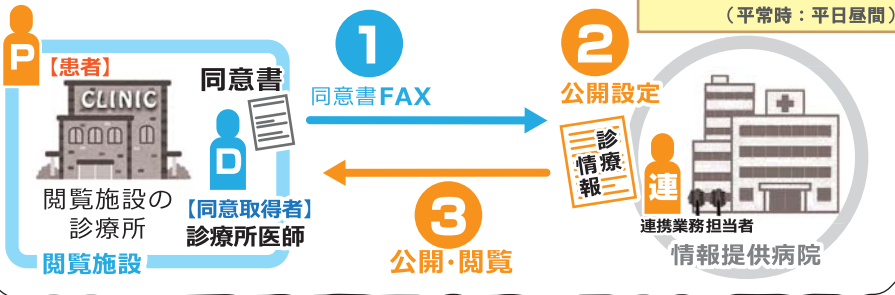 （平常時：平日昼間）
P
【患者】
CLINIC
同意書
D
閲覧施設の
診療所
【同意取得者】
診療所医師
閲覧施設
1
同意書FAX
2
公開設定
診療
情報
連
連携業務担当者
情報提供病院
3
公開・閲覧